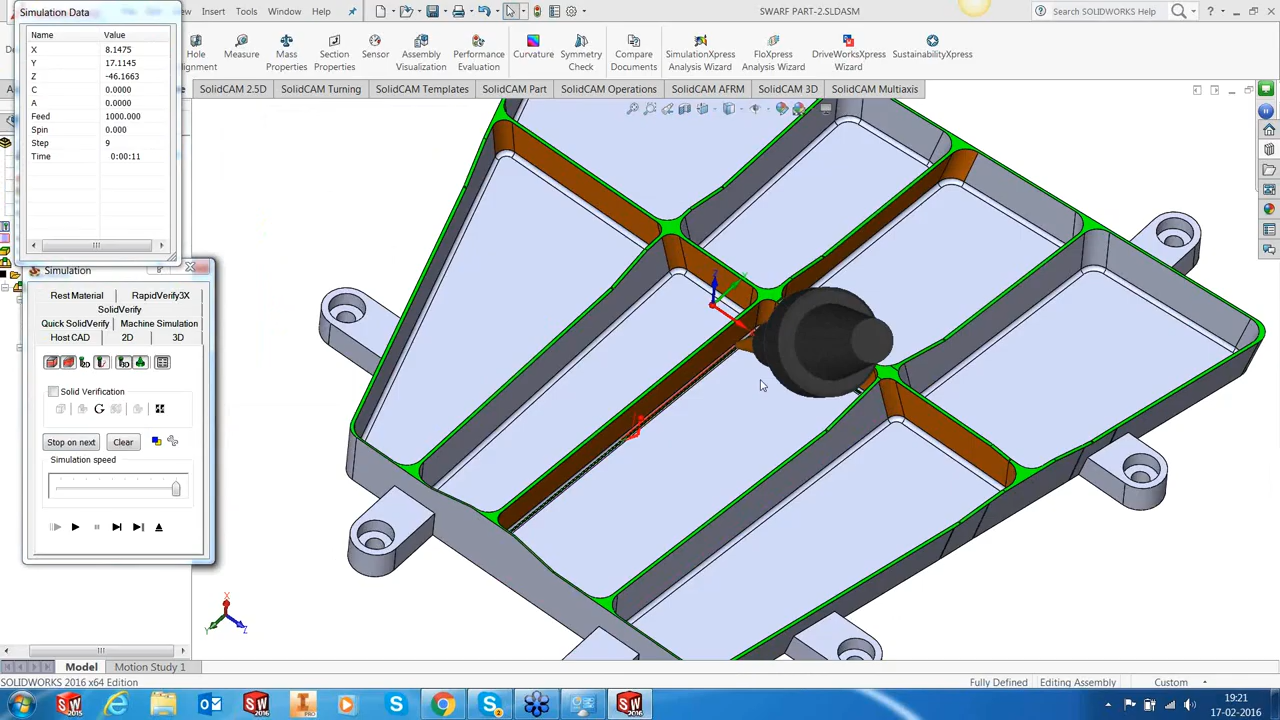 Simulation Data
Name Value
X 8.1475
Y 17.1145
Z -46.1663
C 0.0000
A 0.0000
Feed 1000.000
Spin 0.000
Step 9
Time 0:00:11
Insert Tools Window Help
SWARF PART-2.SLDASM
Search SOLIDWORKS Help
Hole Alignment
Measure
Mass Properties
Section Properties
Sensor
Assembly Visualization
Performance Evaluation
Curvature
Symmetry Check
Compare Documents
SimulationXpress Analysis Wizard
FloXpress Analysis Wizard
DriveWorksXpress Wizard
SustainabilityXpress
SolidCAM 2.5D SolidCAM Turning SolidCAM Templates SolidCAM Part SolidCAM Operations SolidCAM AFRM SolidCAM 3D SolidCAM Multiaxis
Simulation
Rest Material RapidVerify3X
SolidVerify
Quick SolidVerify Machine Simulation
Host CAD 2D 3D
Solid Verification
Stop on next Clear
Simulation speed
X
Y
Z
Model Motion Study 1
SOLIDWORKS 2016 x64 Edition
Fully Defined Editing Assembly Custom
19:21
17-02-2016